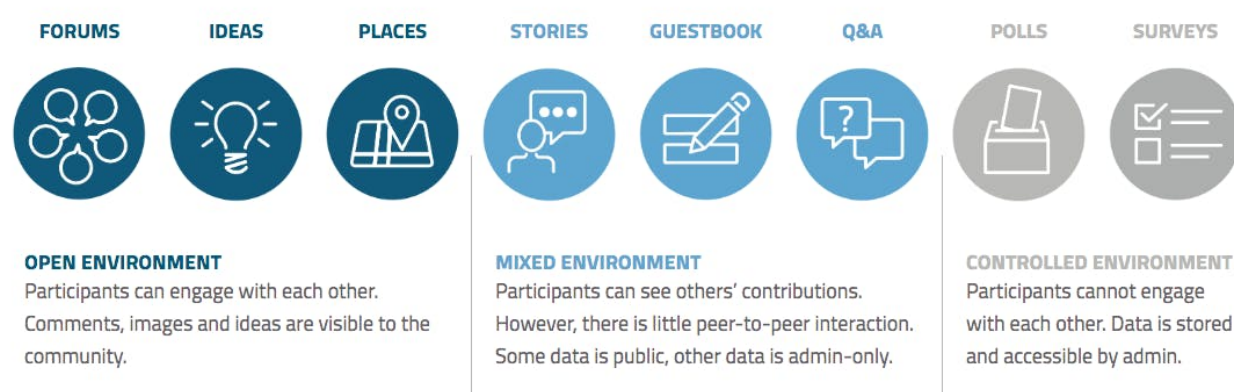 FORUMS
IDEAS
PLACES
STORIES
GUESTBOOK
Q&A
POLLS
SURVEYS
?
OPEN ENVIRONMENT
Participants can engage with each other.
Comments, images and ideas are visible to the
community.
MIXED ENVIRONMENT
Participants can see others’ contributions.
However, there is little peer-to-peer interaction.
Some data is public, other data is admin-only.
CONTROLLED ENVIRONMENT
Participants cannot engage
with each other. Data is stored
and accessible by admin.